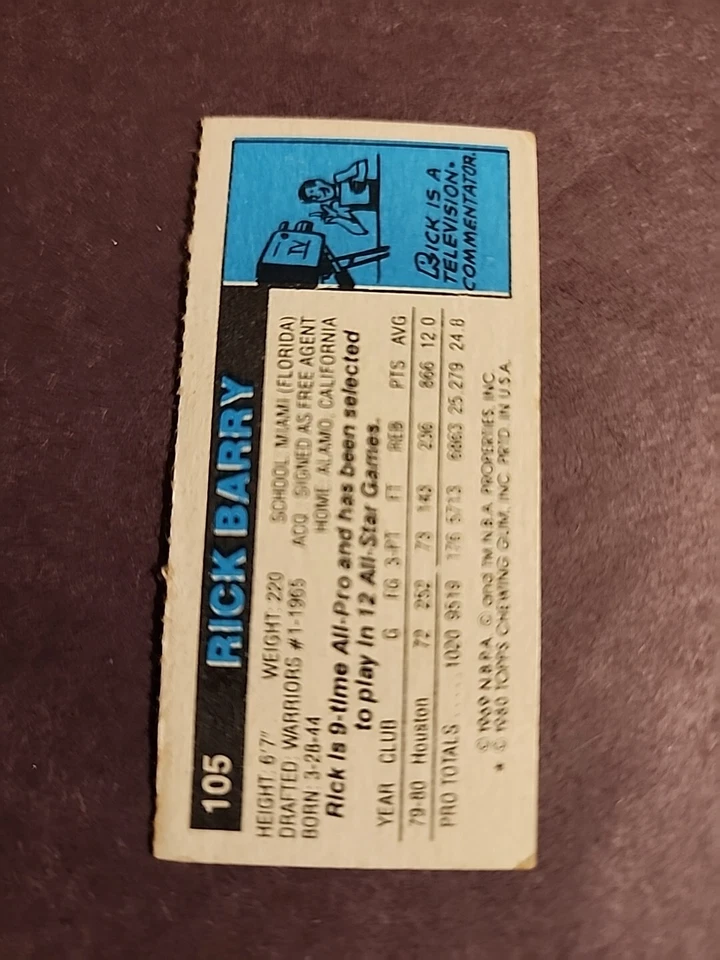 105 RICK BARRY
HEIGHT: 6'7" WEIGHT: 220 SCHOOL: MIAMI (FLORIDA)
DRAFTED: WARRIORS #1-1965 ACQ: SIGNED AS FREE AGENT
BORN: 3-28-44 HOME: ALAMO, CALIFORNIA
Rick is 9-time All-Pro and has been selected
to play in 12 All-Star Games.
YEAR CLUB G FG 3-PT FT REB PTS AVG
79-80 Houston 72 252 73 143 236 866 12.0
PRO TOTALS ..... 1020 9519 5713 6863 25,279 24.8
© 1969 N.B.P.A. © and TM N.B.A. PROPERTIES, INC.
* © 1980 TOPPS CHEWING GUM, INC. PRTD. IN U.S.A.
TV
RICK IS A
TELEVISION
COMMENTATOR.